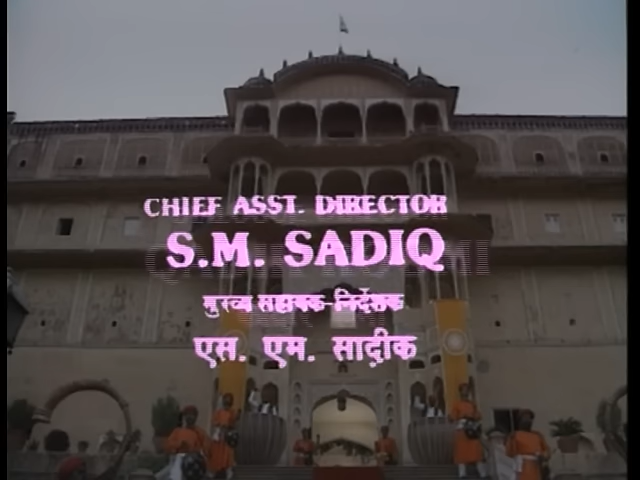 CHIEF ASST. DIRECTOR
S.M. SADIQ
मुख्य सहायक-निर्देशक
एस. एम. सादीक